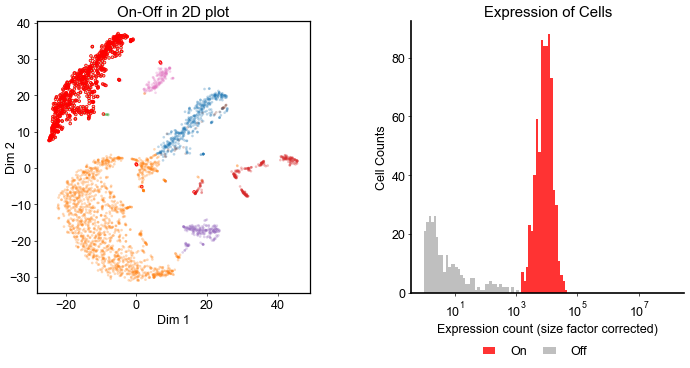 On-Off in 2D plot
40
30
20
10
0
−10
−20
−30
Dim 2
−20 0 20 40
Dim 1
Expression of Cells
80
60
40
20
0
Cell Counts
10^1 10^3 10^5 10^7
Expression count (size factor corrected)
On Off